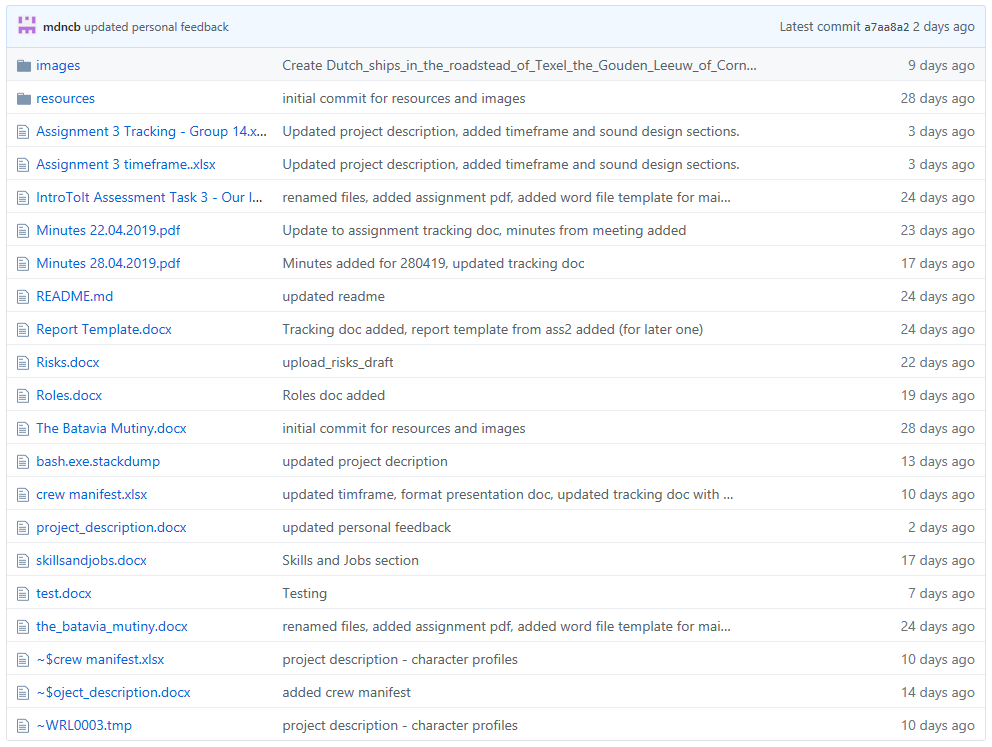 mdncb updated personal feedback Latest commit a7aa8a2 2 days ago
images Create Dutch_ships_in_the_roadstead_of_Texel_the_Gouden_Leeuw_of_Corn... 9 days ago
resources initial commit for resources and images 28 days ago
Assignment 3 Tracking - Group 14.x... Updated project description, added timeframe and sound design sections. 3 days ago
Assignment 3 timeframe..xlsx Updated project description, added timeframe and sound design sections. 3 days ago
IntroToIt Assessment Task 3 - Our I... renamed files, added assignment pdf, added word file template for mai... 24 days ago
Minutes 22.04.2019.pdf Update to assignment tracking doc, minutes from meeting added 23 days ago
Minutes 28.04.2019.pdf Minutes added for 280419, updated tracking doc 17 days ago
README.md updated readme 24 days ago
Report Template.docx Tracking doc added, report template from ass2 added (for later one) 24 days ago
Risks.docx upload_risks_draft 22 days ago
Roles.docx Roles doc added 19 days ago
The Batavia Mutiny.docx initial commit for resources and images 28 days ago
bash.exe.stackdump updated project decription 13 days ago
crew manifest.xlsx updated timframe, format presentation doc, updated tracking doc with ... 10 days ago
project_description.docx updated personal feedback 2 days ago
skillsandjobs.docx Skills and Jobs section 17 days ago
test.docx Testing 7 days ago
the_batavia_mutiny.docx renamed files, added assignment pdf, added word file template for mai... 24 days ago
~$crew manifest.xlsx project description - character profiles 10 days ago
~$oject_description.docx added crew manifest 14 days ago
~WRL0003.tmp project description - character profiles 10 days ago